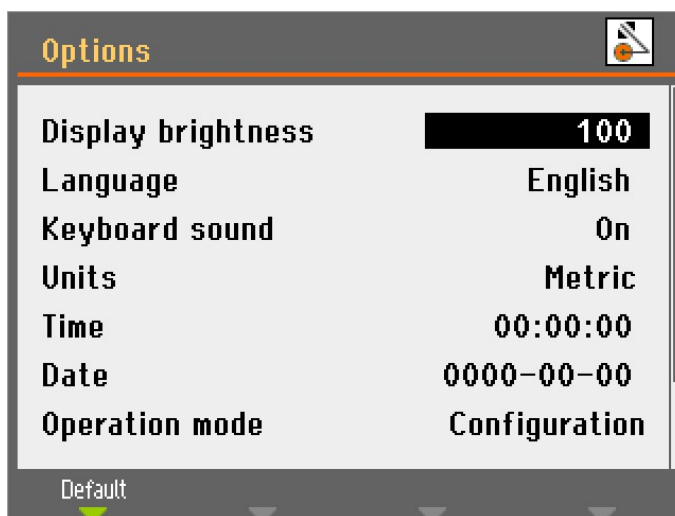 Options
Display brightness 100
Language English
Keyboard sound On
Units Metric
Time 00:00:00
Date 0000-00-00
Operation mode Configuration
Default